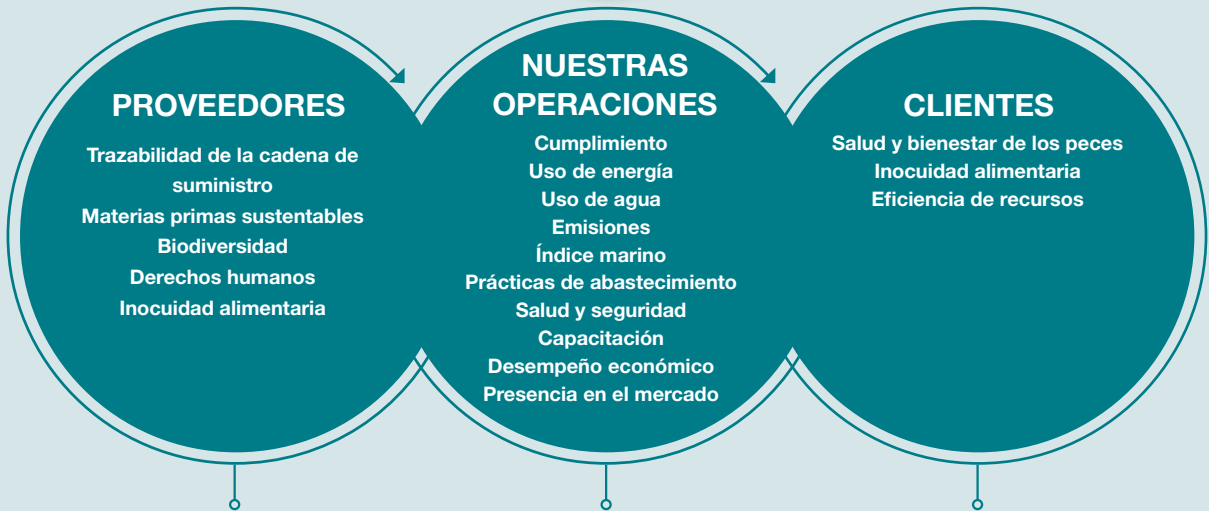 PROVEEDORES
Trazabilidad de la cadena de
suministro
Materias primas sustentables
Biodiversidad
Derechos humanos
Inocuidad alimentaria
NUESTRAS
OPERACIONES
Cumplimiento
Uso de energía
Uso de agua
Emisiones
Índice marino
Prácticas de abastecimiento
Salud y seguridad
Capacitación
Desempeño económico
Presencia en el mercado
CLIENTES
Salud y bienestar de los peces
Inocuidad alimentaria
Eficiencia de recursos